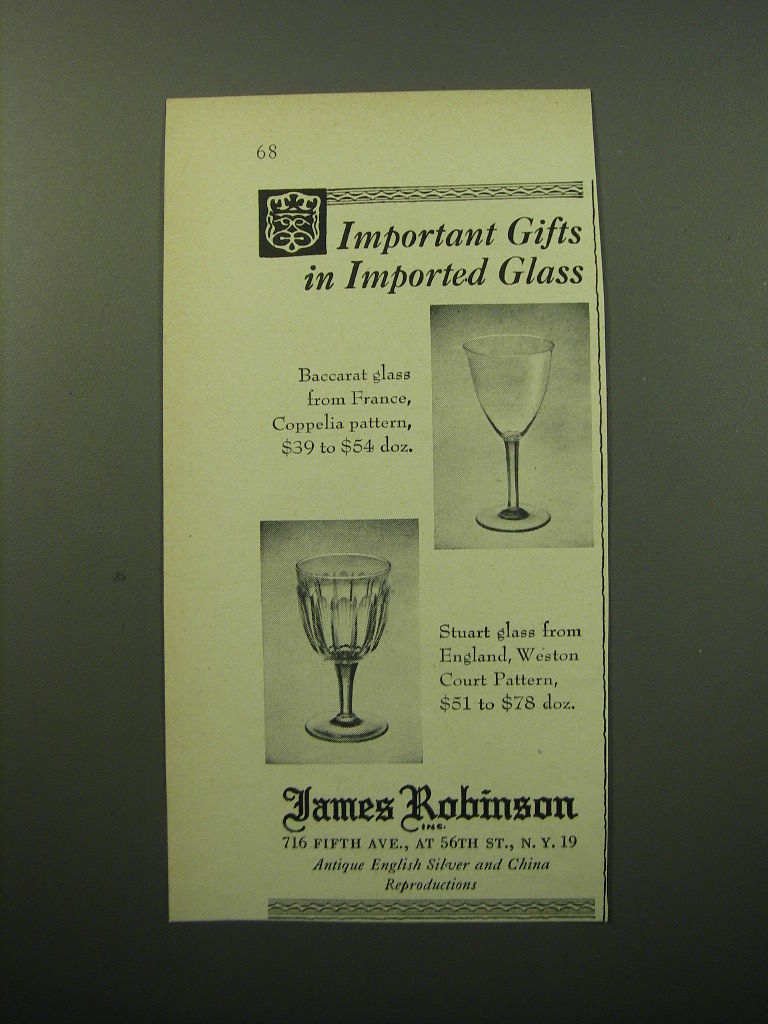 68
Important Gifts
in Imported Glass
Baccarat glass
from France,
Coppelia pattern,
$39 to $54 doz.
Stuart glass from
England, Weston
Court Pattern,
$51 to $78 doz.
James Robinson
INC.
716 FIFTH AVE., AT 56TH ST., N. Y. 19
Antique English Silver and China
Reproductions